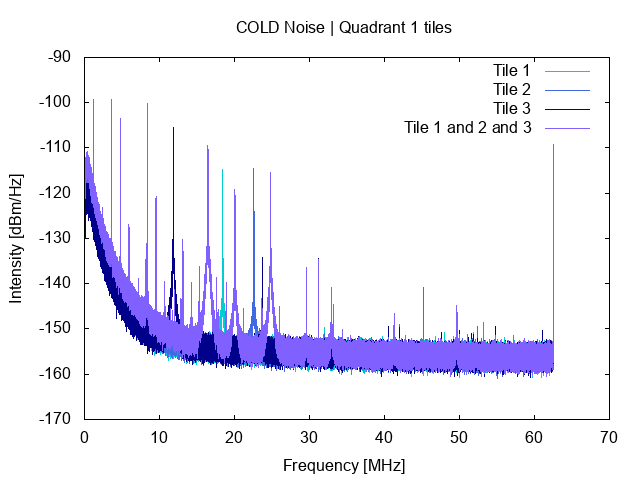 COLD Noise | Quadrant 1 tiles
-90
-100
-110
-120
-130
-140
-150
-160
-170
Intensity [dBm/Hz]
Tile 1
Tile 2
Tile 3
Tile 1 and 2 and 3
0 10 20 30 40 50 60 70
Frequency [MHz]